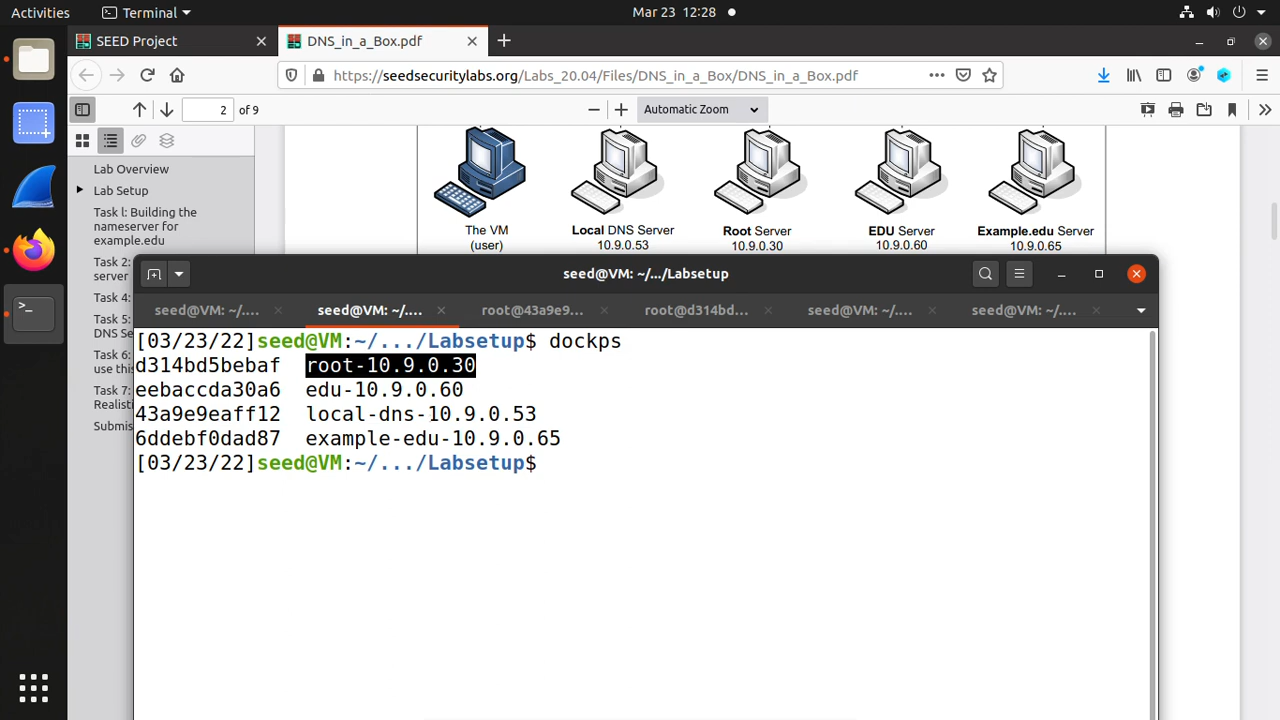 Activities Terminal Mar 23 12:28
SEED Project DNS_in_a_Box.pdf
https://seedsecuritylabs.org/Labs_20.04/Files/DNS_in_a_Box/DNS_in_a_Box.pdf
2 of 9 Automatic Zoom
Lab Overview
Lab Setup
Task l: Building the
nameserver for
example.edu
Task 2:
server
Task 4:
Task 5:
DNS Se
Task 6:
use this
Task 7:
Realisti
Submis
The VM
(user)
Local DNS Server
10.9.0.53
Root Server
10.9.0.30
EDU Server
10.9.0.60
Example.edu Server
10.9.0.65
seed@VM: ~/.../Labsetup
seed@VM: ~/.... seed@VM: ~/.... root@43a9e9... root@d314bd... seed@VM: ~/.... seed@VM: ~/....
[03/23/22]seed@VM:~/.../Labsetup$ dockps
d314bd5bebaf root-10.9.0.30
eebaccda30a6 edu-10.9.0.60
43a9e9eaff12 local-dns-10.9.0.53
6ddebf0dad87 example-edu-10.9.0.65
[03/23/22]seed@VM:~/.../Labsetup$